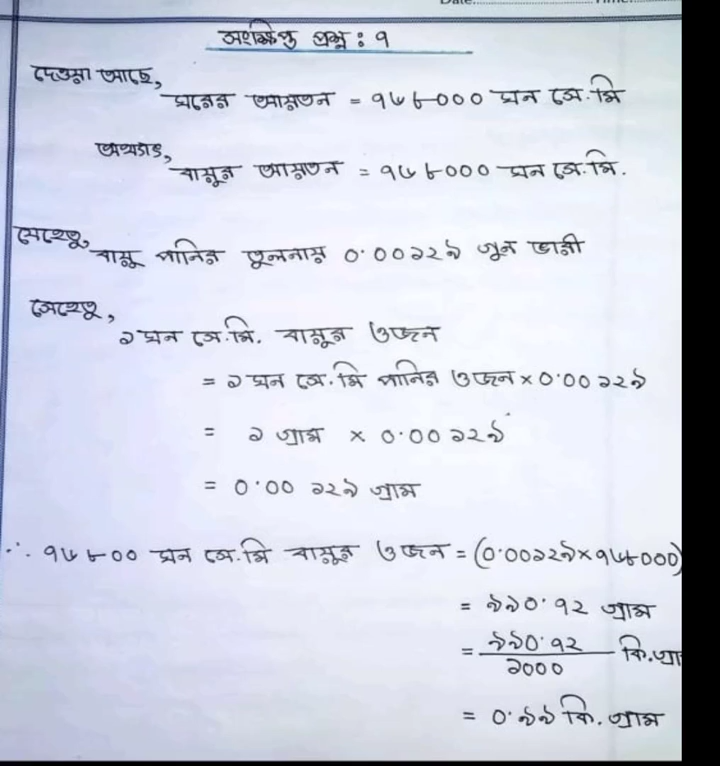 সংক্ষিপ্ত প্রশ্ন : ৭
দেওয়া আছে,
ঘরের আয়তন = ৭৬৮০০০ ঘন সে.মি
অর্থাৎ,
বায়ুর আয়তন = ৭৬৮০০০ ঘন সে.মি.
যেহেতু,
বায়ু পানির তুলনায় ০.০০১২৯ গুন ভারী
সেহেতু,
১ ঘন সে.মি. বায়ুর ওজন
= ১ ঘন সে.মি পানির ওজন × ০.০০১২৯
= ১ গ্রাম × ০.০০১২৯
= ০.০০১২৯ গ্রাম
∴ ৭৬৮০০ ঘন সে.মি বায়ুর ওজন = (০.০০১২৯×৭৬৮০০০)
= ৯৯০.৭২ গ্রাম
= ৯৯০.৭২/১০০০ কি.গ্রা
= ০.৯৯ কি.গ্রাম